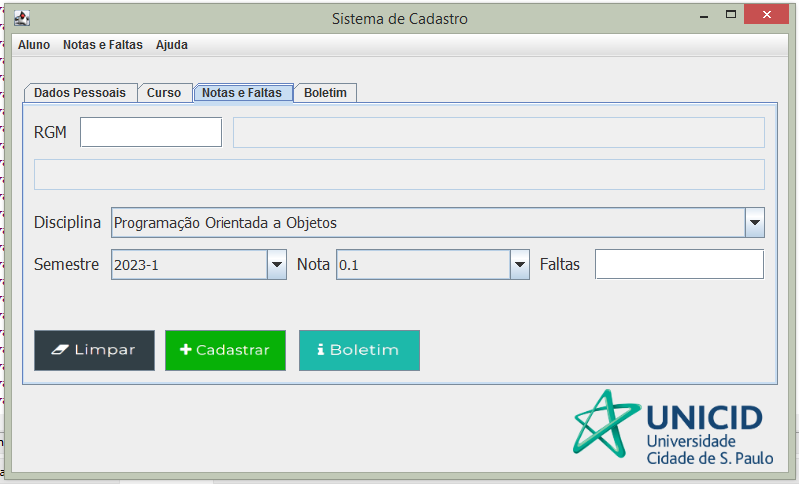 Sistema de Cadastro
Aluno Notas e Faltas Ajuda
Dados Pessoais Curso Notas e Faltas Boletim
RGM
Disciplina Programação Orientada a Objetos
Semestre 2023-1 Nota 0.1 Faltas
Limpar Cadastrar Boletim
UNICID
Universidade
Cidade de S. Paulo